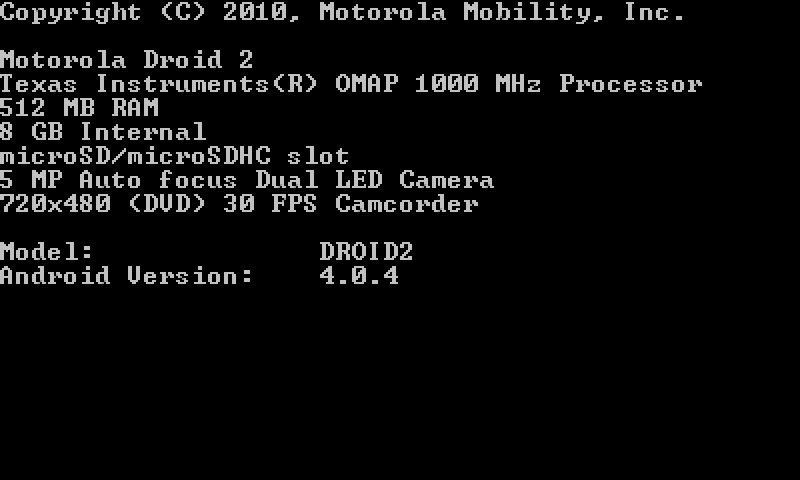 Copyright (C) 2010, Motorola Mobility, Inc.
Motorola Droid 2
Texas Instruments(R) OMAP 1000 MHz Processor
512 MB RAM
8 GB Internal
microSD/microSDHC slot
5 MP Auto focus Dual LED Camera
720x480 (DVD) 30 FPS Camcorder
Model: DROID2
Android Version: 4.0.4